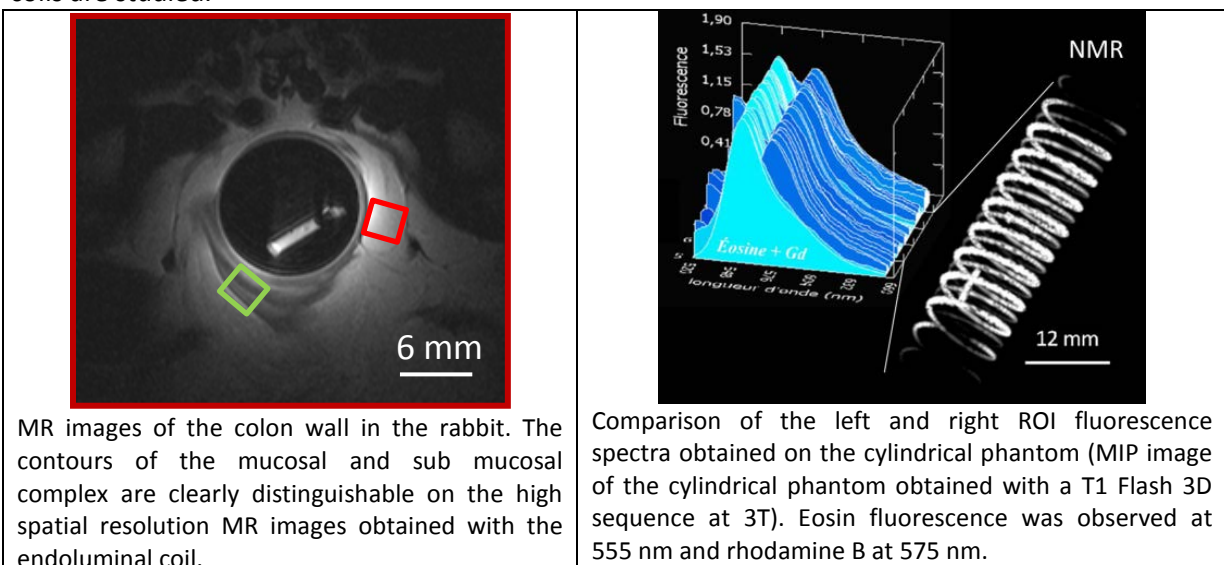 6 mm
MR images of the colon wall in the rabbit. The
contours of the mucosal and sub mucosal
complex are clearly distinguishable on the high
spatial resolution MR images obtained with the
endoluminal coil.
1,90
1,53
1,15
0,78
0,41
Fluorescence
Éosine + Gd
longueur d'onde (nm)
NMR
12 mm
Comparison of the left and right ROI fluorescence
spectra obtained on the cylindrical phantom (MIP image
of the cylindrical phantom obtained with a T1 Flash 3D
sequence at 3T). Eosin fluorescence was observed at
555 nm and rhodamine B at 575 nm.